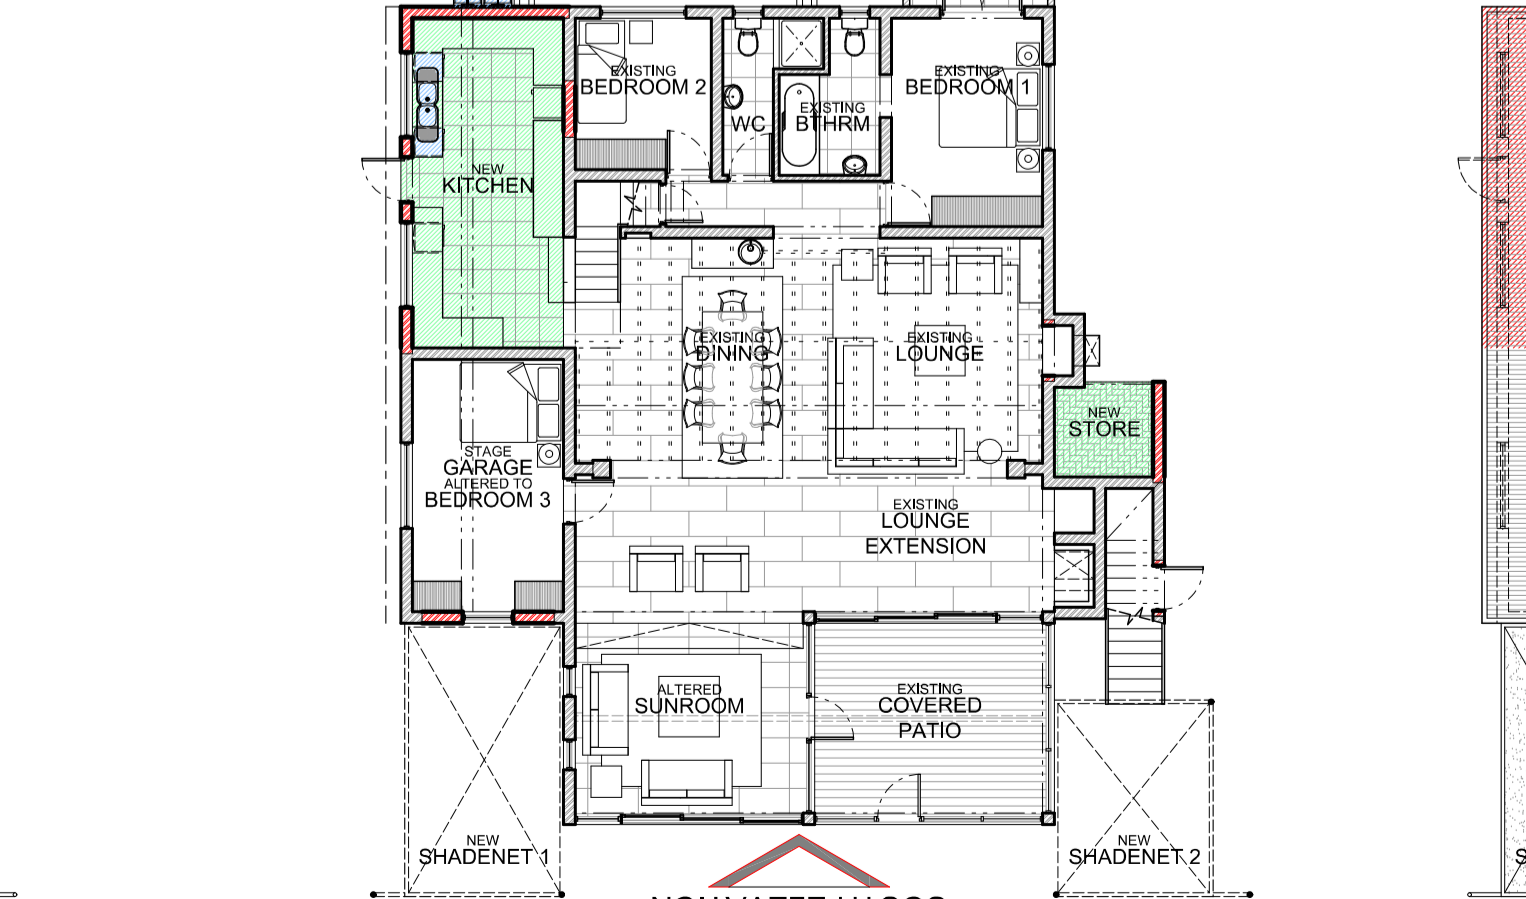 EXISTING
BEDROOM 2
WC
EXISTING
BTHRM
EXISTING
BEDROOM 1
NEW
KITCHEN
EXISTING
DINING
EXISTING
LOUNGE
NEW
STORE
STAGE
GARAGE
ALTERED TO
BEDROOM 3
EXISTING
LOUNGE
EXTENSION
ALTERED
SUNROOM
EXISTING
COVERED
PATIO
NEW
SHADENET 1
NEW
SHADENET 2
S